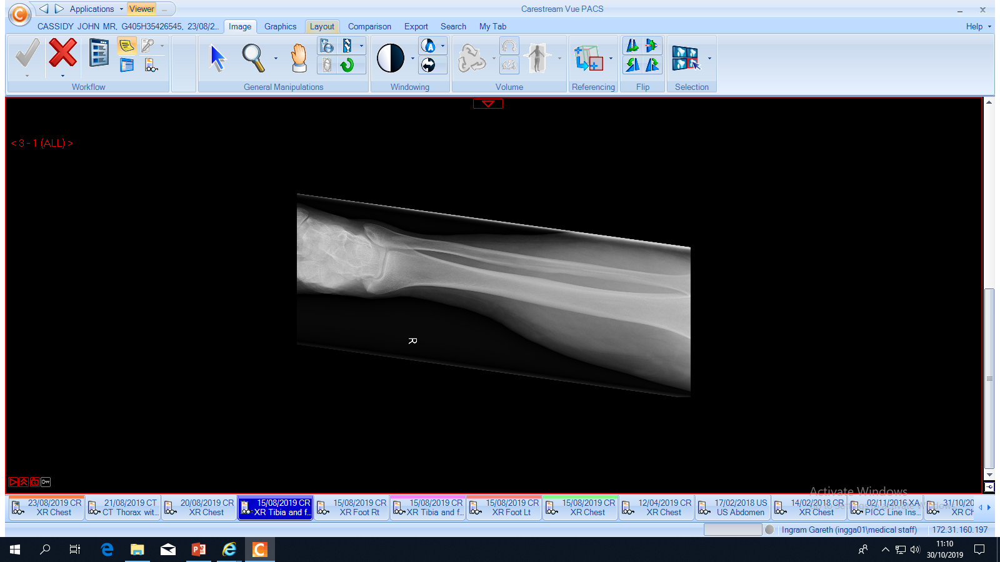 Applications Viewer
Carestream Vue PACS
CASSIDY JOHN MR, G405H35426545, 23/08/2...
Image Graphics Layout Comparison Export Search My Tab Help
Workflow General Manipulations Windowing Volume Referencing Flip Selection
< 3 - 1 (ALL) >
R
Activate Windows
23/08/2019 CR
XR Chest
21/08/2019 CT
CT Thorax wit...
20/08/2019 CR
XR Chest
15/08/2019 CR
XR Tibia and f...
15/08/2019 CR
XR Foot Rt
15/08/2019 CR
XR Tibia and f...
15/08/2019 CR
XR Foot Lt
15/08/2019 CR
XR Chest
12/04/2019 CR
XR Chest
17/02/2018 US
US Abdomen
14/02/2018 CR
XR Chest
02/11/2016 XA
PICC Line Ins...
31/10/20
XR Ch
Ingram Gareth (ingga01\medical staff) 172.31.160.197
11:10
30/10/2019